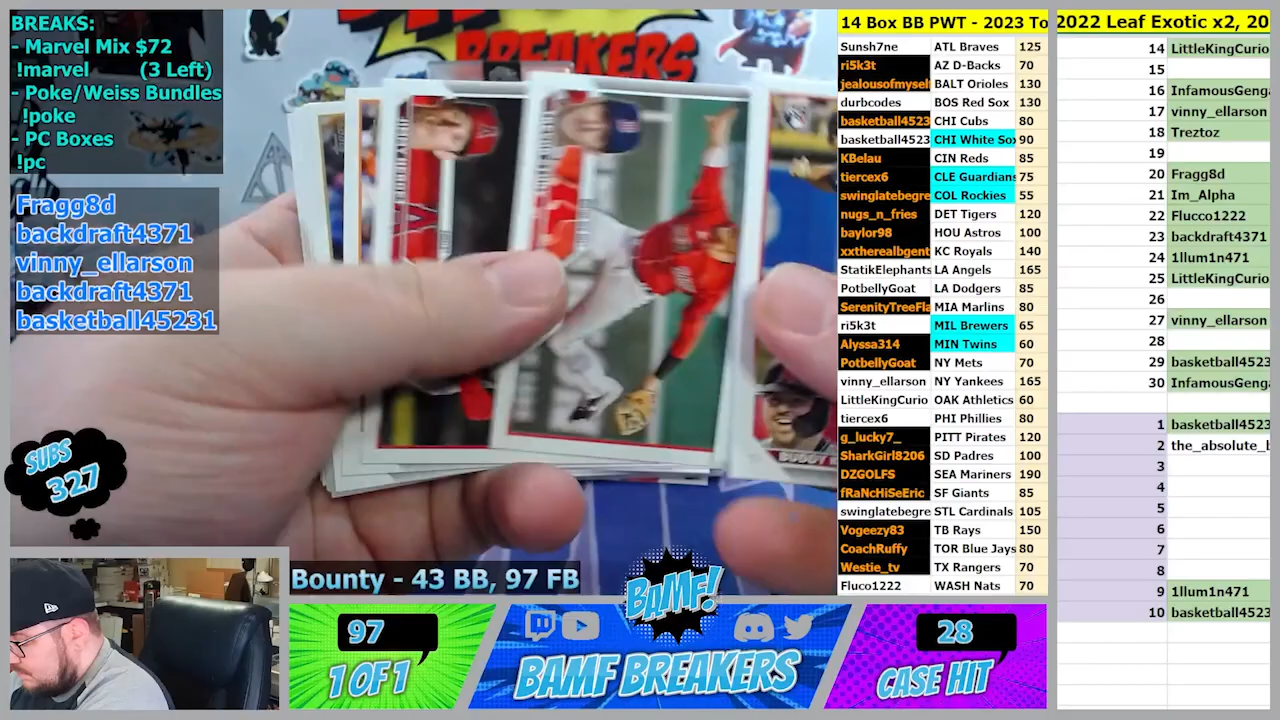 BREAKS:
- Marvel Mix $72
!marvel (3 Left)
- Poke/Weiss Bundles
!poke
- PC Boxes
!pc
Fragg8d
backdraft4371
vinny_ellarson
backdraft4371
basketball45231
SUBS
327
BREAKERS
BUDDY
Bounty - 43 BB, 97 FB
BAMF!
97
1 OF 1
BAMF BREAKERS
28
CASE HIT
14 Box BB PWT - 2023 To
Sunsh7ne ATL Braves 125
ri5k3t AZ D-Backs 70
jealousofmysel BALT Orioles 130
durbcodes BOS Red Sox 130
basketball4523 CHI Cubs 80
basketball4523 CHI White Sox 90
KBelau CIN Reds 85
tiercex6 CLE Guardians 75
swinglatebegre COL Rockies 55
nugs_n_fries DET Tigers 120
baylor98 HOU Astros 100
xxtherealbgent KC Royals 140
StatikElephants LA Angels 165
PotbellyGoat LA Dodgers 85
SerenityTreeFla MIA Marlins 80
ri5k3t MIL Brewers 65
Alyssa314 MIN Twins 60
PotbellyGoat NY Mets 70
vinny_ellarson NY Yankees 165
LittleKingCurio OAK Athletics 60
tiercex6 PHI Phillies 80
g_lucky7_ PITT Pirates 120
SharkGirl8206 SD Padres 100
DZGOLFS SEA Mariners 190
fRaNcHiSeEric SF Giants 85
swinglatebegre STL Cardinals 105
Vogeezy83 TB Rays 150
CoachRuffy TOR Blue Jays 80
Westie_tv TX Rangers 70
Fluco1222 WASH Nats 70
2022 Leaf Exotic x2, 20
14 LittleKingCurio
15
16 InfamousGenga
17 vinny_ellarson
18 Treztoz
19
20 Fragg8d
21 Im_Alpha
22 Flucco1222
23 backdraft4371
24 1llum1n471
25 LittleKingCurio
26
27 vinny_ellarson
28
29 basketball4523
30 InfamousGenga
1 basketball4523
2 the_absolute_b
3
4
5
6
7
8
9 1llum1n471
10 basketball4523